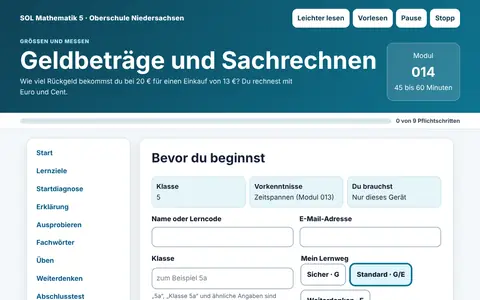 SOL Mathematik 5 · Oberschule Niedersachsen
Leichter lesen
Vorlesen
Pause
Stopp
GRÖSSEN UND MESSEN
Geldbeträge und Sachrechnen
Wie viel Rückgeld bekommst du bei 20 € für einen Einkauf von 13 €? Du rechnest mit
Euro und Cent.
Modul
014
45 bis 60 Minuten
0 von 9 Pflichtschritten
Start
Lernziele
Startdiagnose
Erklärung
Ausprobieren
Fachwörter
Üben
Weiterdenken
Abschlusstest
Bevor du beginnst
Klasse
5
Vorkenntnisse
Zeitspannen (Modul 013)
Du brauchst
Nur dieses Gerät
Name oder Lerncode
E-Mail-Adresse
Klasse
zum Beispiel 5a
„5a“, „Klasse 5a“ und ähnliche Angaben sind
Mein Lernweg
Sicher · G
Standard · G/E